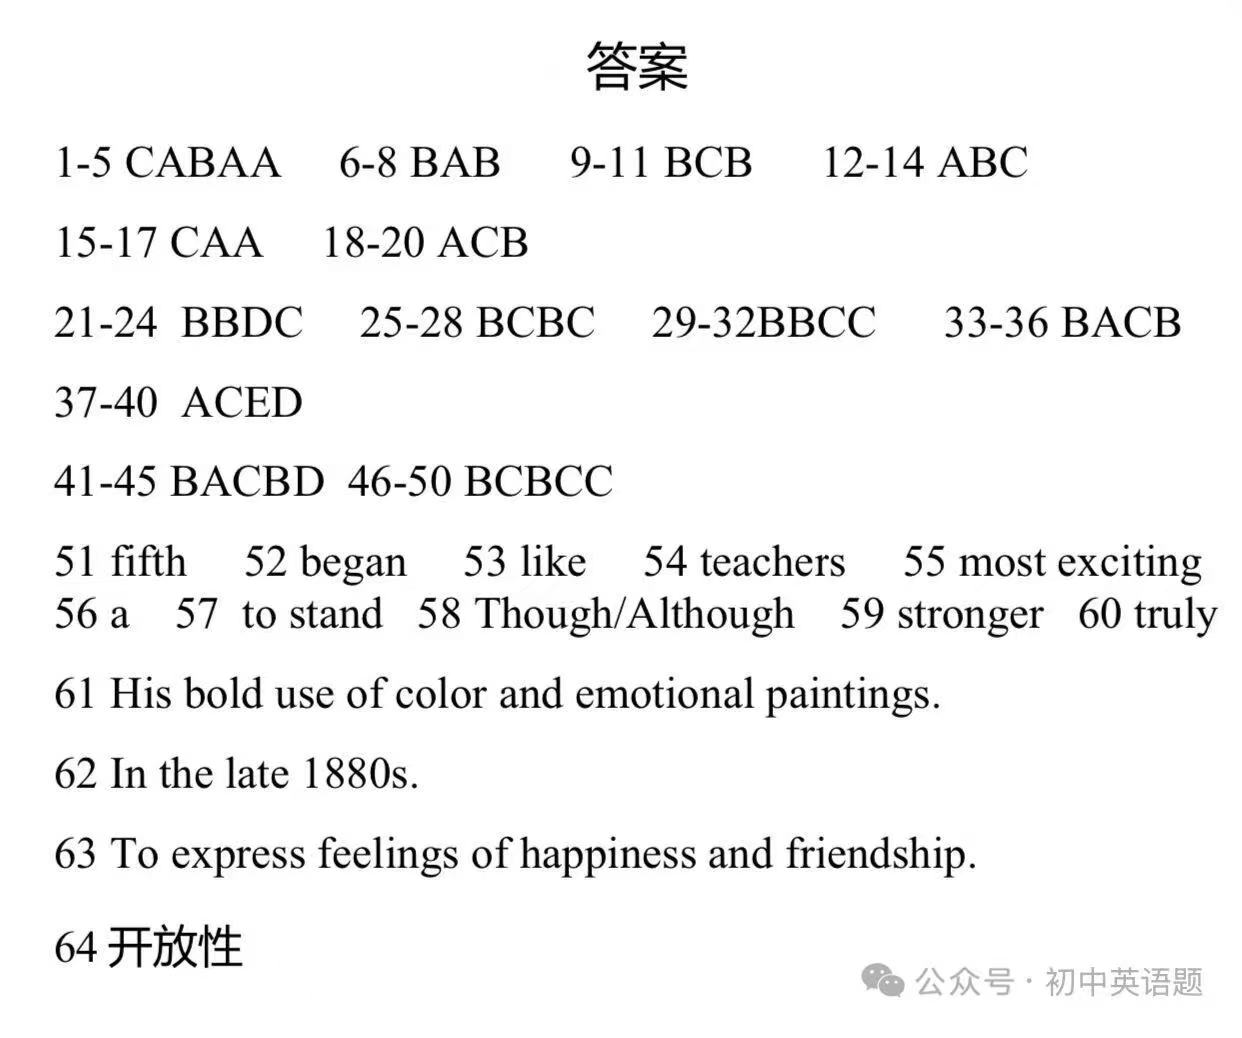 答案
1-5 CABAA 6-8 BAB 9-11 BCB 12-14 ABC
15-17 CAA 18-20 ACB
21-24 BBDC 25-28 BCBC 29-32BBCC 33-36 BACB
37-40 ACED
41-45 BACBD 46-50 BCBCC
51 fifth 52 began 53 like 54 teachers 55 most exciting
56 a 57 to stand 58 Though/Although 59 stronger 60 truly
61 His bold use of color and emotional paintings.
62 In the late 1880s.
63 To express feelings of happiness and friendship.
64 开放性
公众号 · 初中英语题